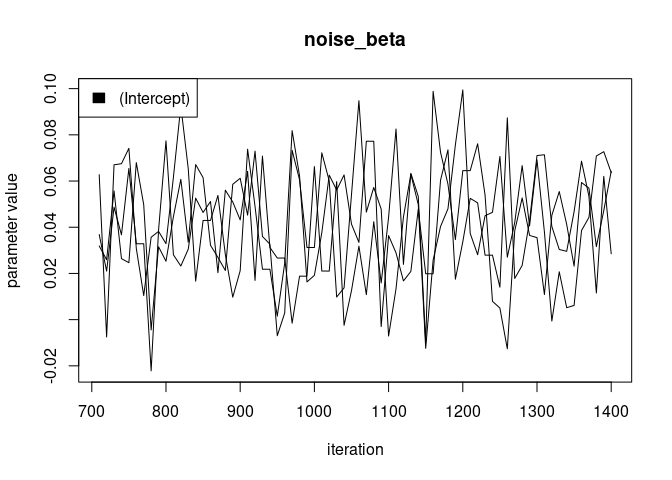 noise_beta
(Intercept)
parameter value
-0.02 0.02 0.04 0.06 0.08 0.10
700 800 900 1000 1100 1200 1300 1400
iteration